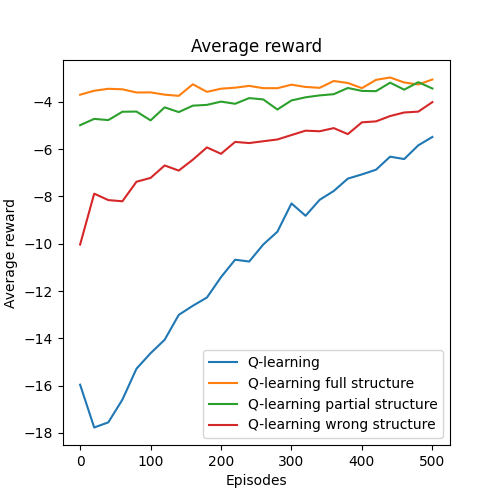 Average reward
Average reward
−4
−6
−8
−10
−12
−14
−16
−18
0
100
200
300
400
500
Episodes
Q-learning
Q-learning full structure
Q-learning partial structure
Q-learning wrong structure